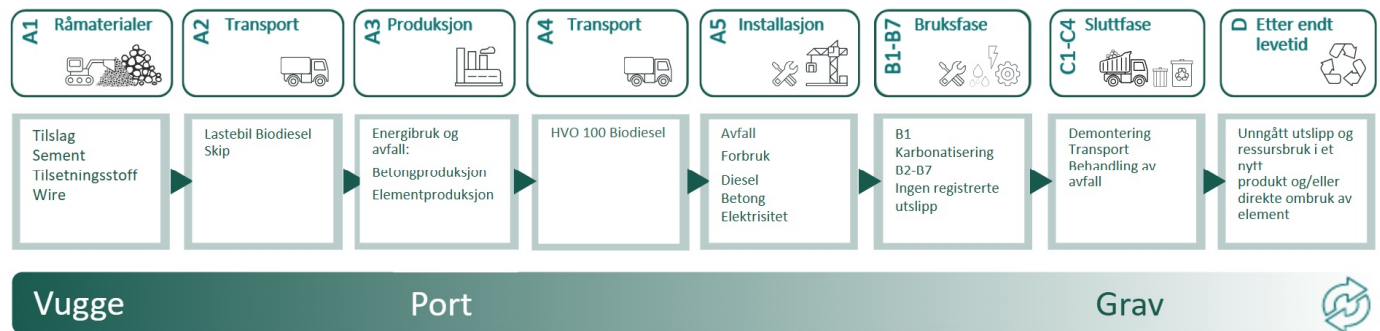 A1 Råmaterialer
A2 Transport
A3 Produksjon
A4 Transport
A5 Installasjon
B1-B7 Bruksfase
C1-C4 Sluttfase
D Etter endt
levetid
Tilslag
Sement
Tilsetningsstoff
Wire
Lastebil Biodiesel
Skip
Energibruk og
avfall:
Betongproduksjon
Elementproduksjon
HVO 100 Biodiesel
Avfall
Forbruk
Diesel
Betong
Elektrisitet
B1
Karbonatisering
B2-B7
Ingen registrerte
utslipp
Demontering
Transport
Behandling av
avfall
Unngått utslipp og
ressursbruk i et
nytt
produkt og/eller
direkte ombruk av
element
Vugge
Port
Grav